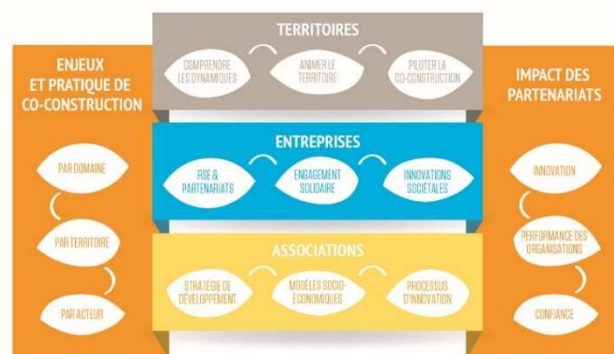 TERRITOIRES
COMPRENDRE
LES DYNAMIQUES
ANIMER LE
TERRITOIRE
PILOTER LA
CO-CONSTRUCTION
ENJEUX
ET PRATIQUE DE
CO-CONSTRUCTION
PAR DOMAINE
PAR TERRITOIRE
PAR ACTEUR
ENTREPRISES
RSE &
PARTENARIATS
ENGAGEMENT
SOLIDAIRE
INNOVATIONS
SOCIÉTALES
ASSOCIATIONS
STRATÉGIE DE
DÉVELOPPEMENT
MODÈLES SOCIO-
ÉCONOMIQUES
PROCESSUS
D'INNOVATION
IMPACT DES
PARTENARIATS
INNOVATION
PERFORMANCE DES
ORGANISATIONS
CONFIANCE